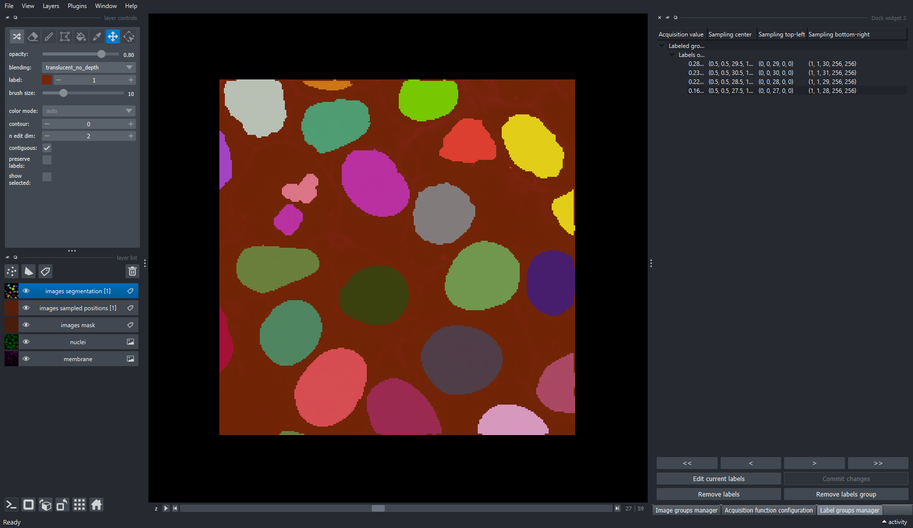 File View Layers Plugins Window Help
layer controls
opacity: 0.80
blending: translucent_no_depth
label: 1
brush size: 10
color mode: auto
contour: 0
n edit dim: 2
contiguous:
preserve labels:
show selected:
layer list
images segmentation [1]
images sampled positions [1]
images mask
nuclei
membrane
z 27 59
Ready
Dock widget 1
Acquisition value Sampling center Sampling top-left Sampling bottom-right
Labeled gro...
Labels o...
0.28... (0.5, 0.5, 29.5, 1... (0, 0, 29, 0, 0) (1, 1, 30, 256, 256)
0.23... (0.5, 0.5, 30.5, 1... (0, 0, 30, 0, 0) (1, 1, 31, 256, 256)
0.22... (0.5, 0.5, 28.5, 1... (0, 0, 28, 0, 0) (1, 1, 29, 256, 256)
0.16... (0.5, 0.5, 27.5, 1... (0, 0, 27, 0, 0) (1, 1, 28, 256, 256)
<< < > >>
Edit current labels Commit changes
Remove labels Remove labels group
Image groups manager Acquisition function configuration Label groups manager
activity